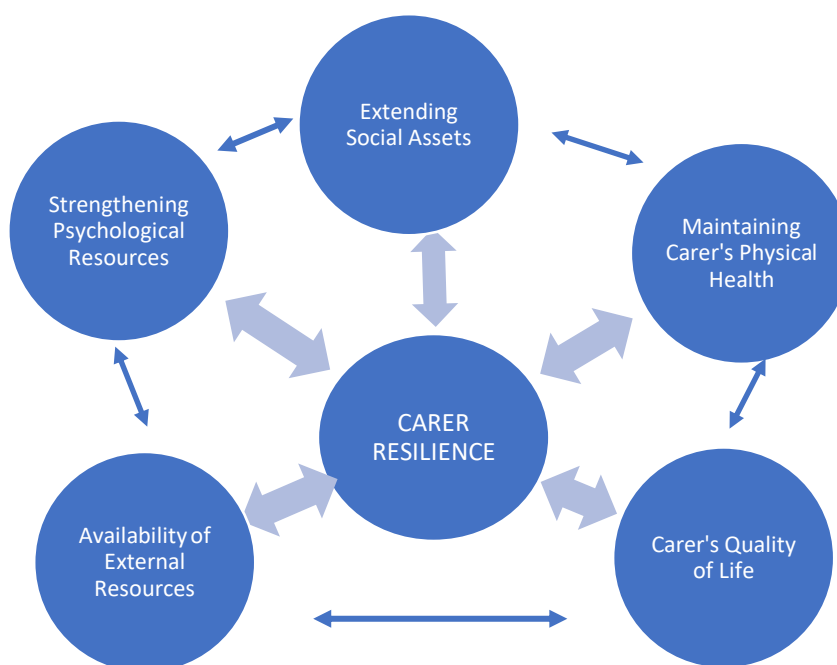 Extending
Social Assets
Strengthening
Psychological
Resources
Maintaining
Carer's Physical
Health
CARER
RESILIENCE
Availability of
External
Resources
Carer's Quality
of Life